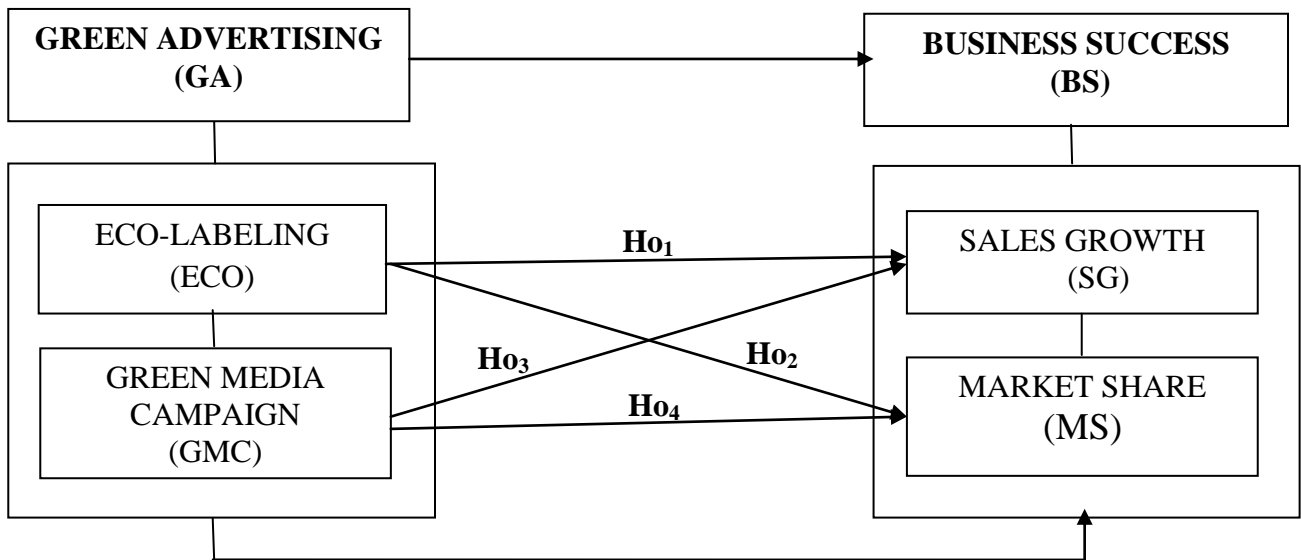 GREEN ADVERTISING
(GA)
BUSINESS SUCCESS
(BS)
ECO-LABELING
(ECO)
Ho₁
SALES GROWTH
(SG)
Ho₃
Ho₂
GREEN MEDIA
CAMPAIGN
(GMC)
Ho₄
MARKET SHARE
(MS)